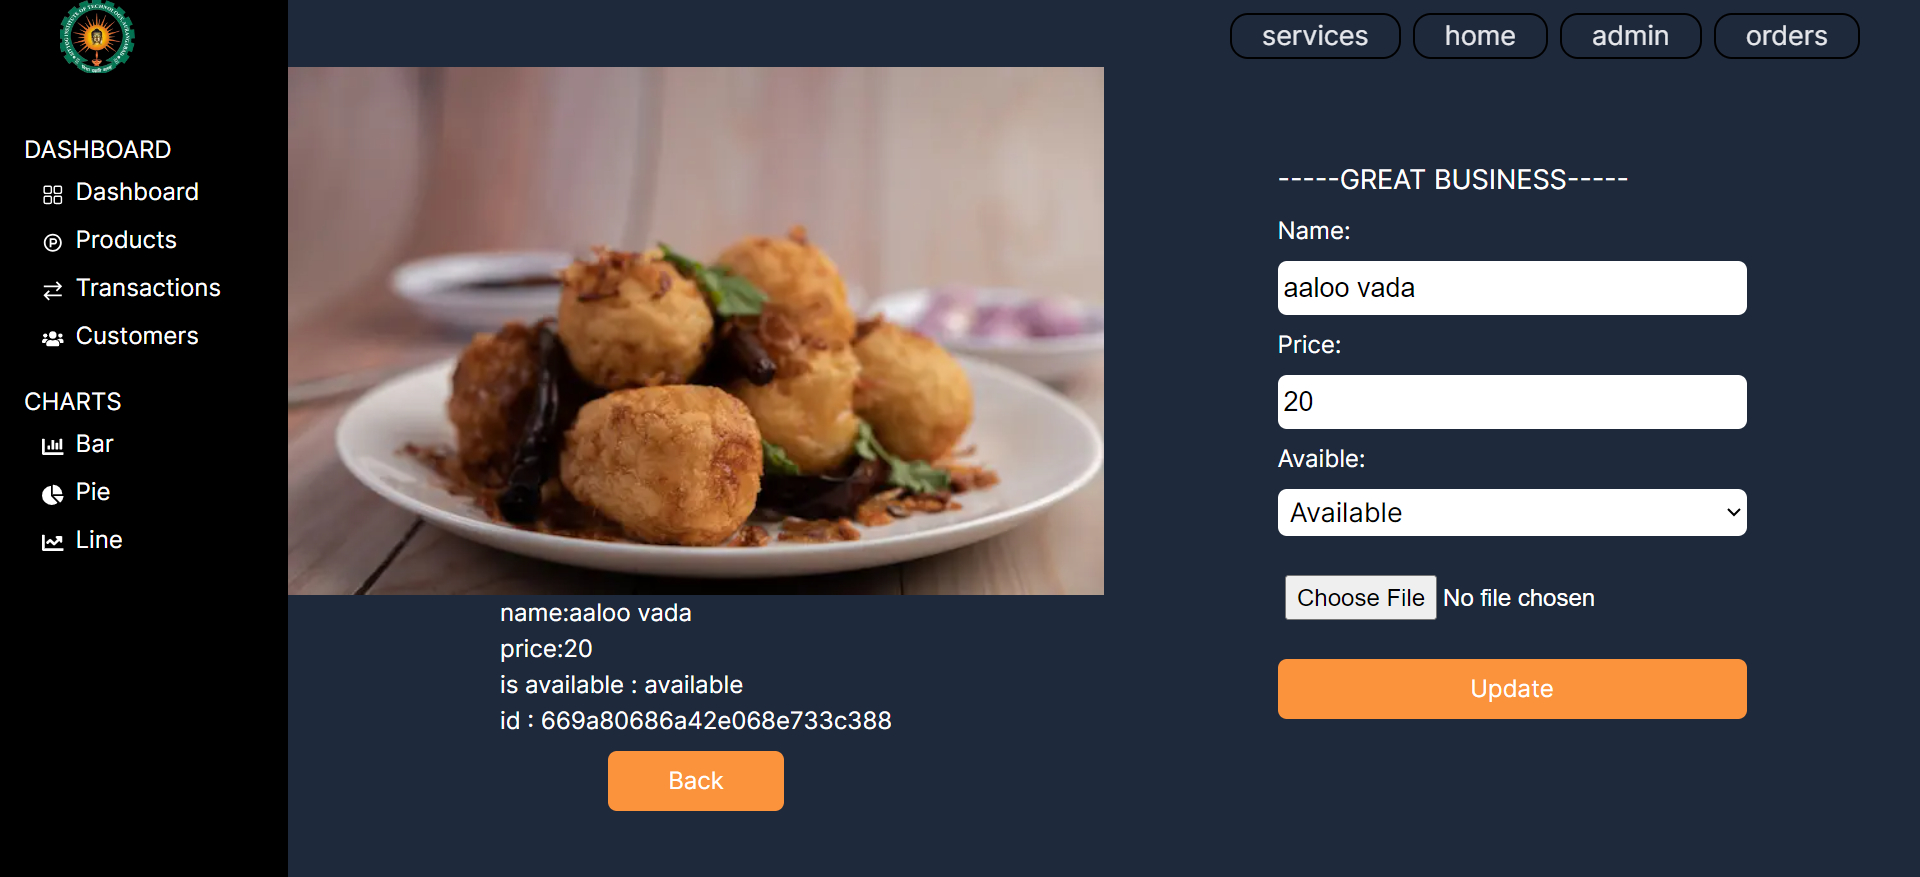 services
home
admin
orders
DASHBOARD
Dashboard
Products
Transactions
Customers
CHARTS
Bar
Pie
Line
name:aaloo vada
price:20
is available : available
id : 669a80686a42e068e733c388
Back
-----GREAT BUSINESS-----
Name:
aaloo vada
Price:
20
Avaible:
Available
Choose File No file chosen
Update